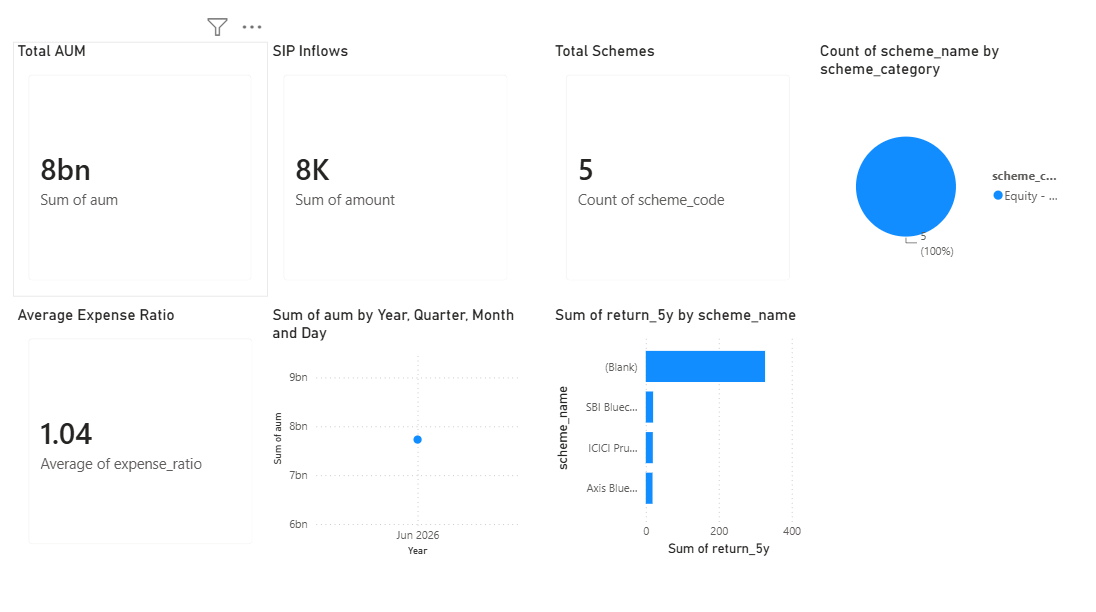 Total AUM
8bn
Sum of aum
SIP Inflows
8K
Sum of amount
Total Schemes
5
Count of scheme_code
Count of scheme_name by
scheme_category
5
(100%)
scheme_c...
Equity - ...
Average Expense Ratio
1.04
Average of expense_ratio
Sum of aum by Year, Quarter, Month
and Day
Sum of aum
9bn
8bn
7bn
6bn
Jun 2026
Year
Sum of return_5y by scheme_name
scheme_name
(Blank)
SBI Bluec...
ICICI Pru...
Axis Blue...
0
200
400
Sum of return_5y